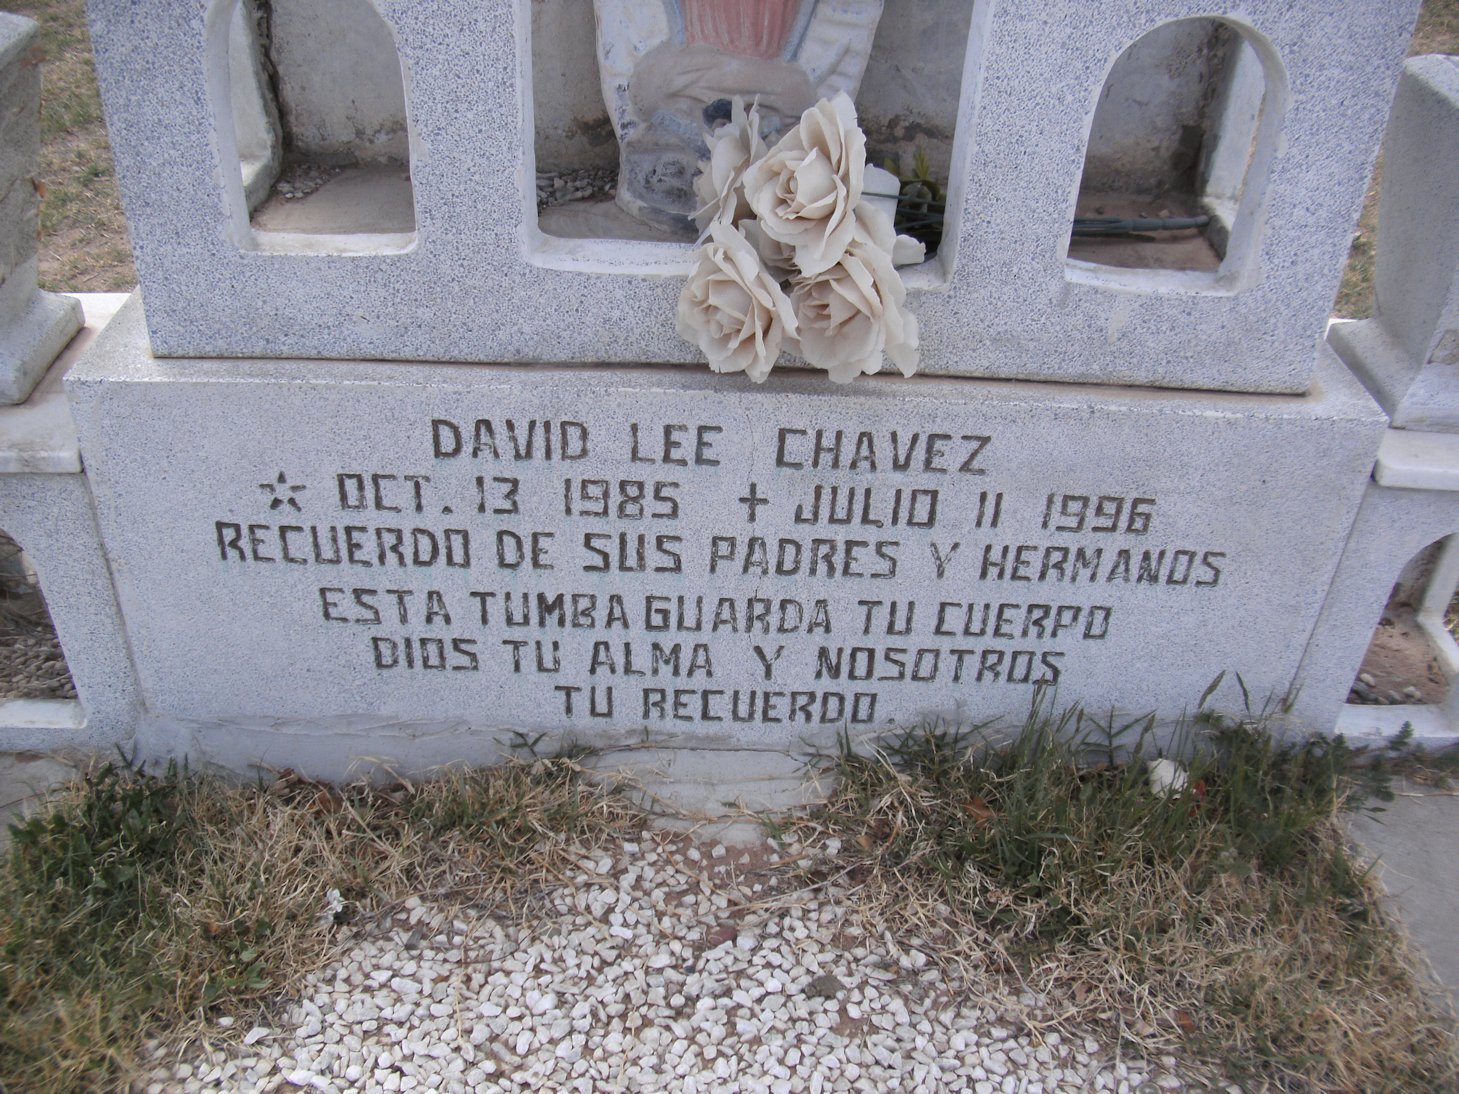 DAVID LEE CHAVEZ
☆ OCT. 13 1985 + JULIO 11 1996
RECUERDO DE SUS PADRES Y HERMANOS
ESTA TUMBA GUARDA TU CUERPO
DIOS TU ALMA Y NOSOTROS
TU RECUERDO.